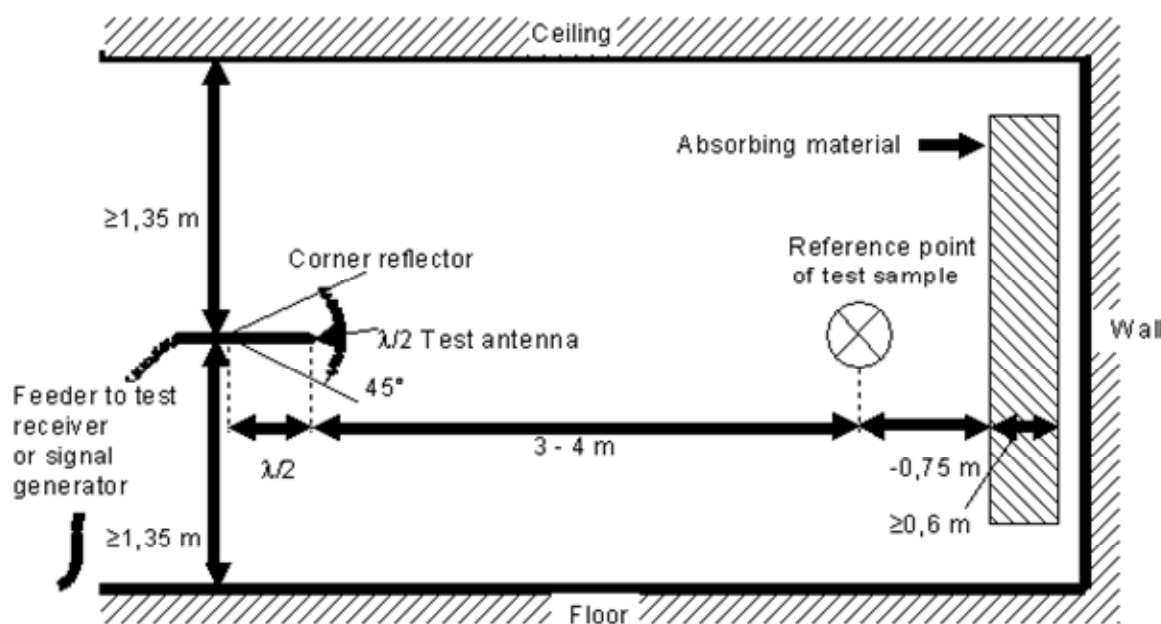 Ceiling
Absorbing material
≥1,35 m
Reference point
of test sample
Corner reflector
λ/2 Test antenna
Wall
45°
Feeder to test
receiver
or signal
generator
3 - 4 m
λ/2
-0,75 m
≥0,6 m
≥1,35 m
Floor